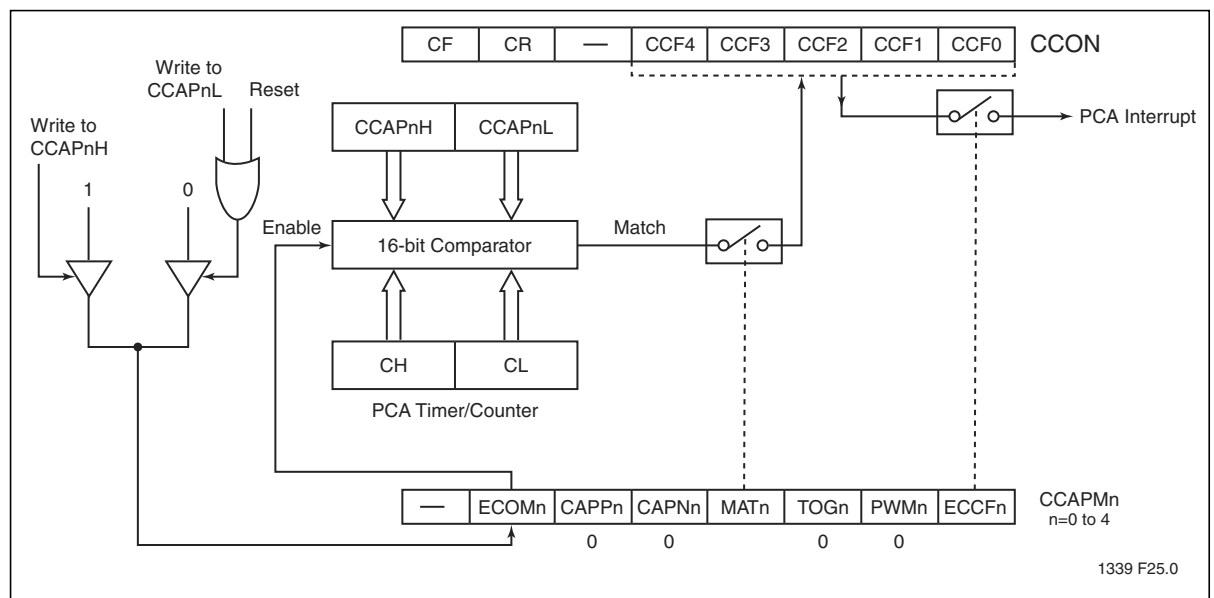 CF CR — CCF4 CCF3 CCF2 CCF1 CCF0 CCON
Write to
CCAPnL
Reset
Write to
CCAPnH
1
0
CCAPnH CCAPnL
PCA Interrupt
Enable
16-bit Comparator
Match
CH CL
PCA Timer/Counter
— ECOMn CAPPn CAPNn MATn TOGn PWMn ECCFn
CCAPMn
n=0 to 4
0 0 0 0
1339 F25.0